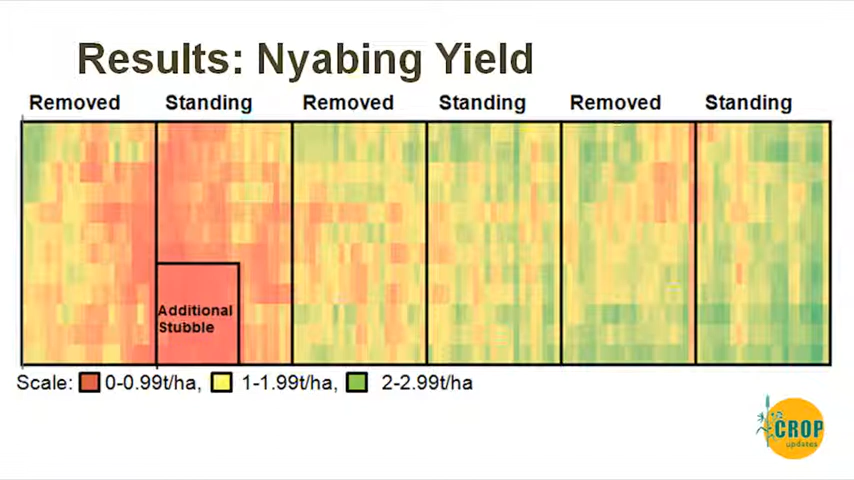 Results: Nyabing Yield
Removed Standing Removed Standing Removed Standing
Additional
Stubble
Scale: 0-0.99t/ha, 1-1.99t/ha, 2-2.99t/ha
CROP
updates